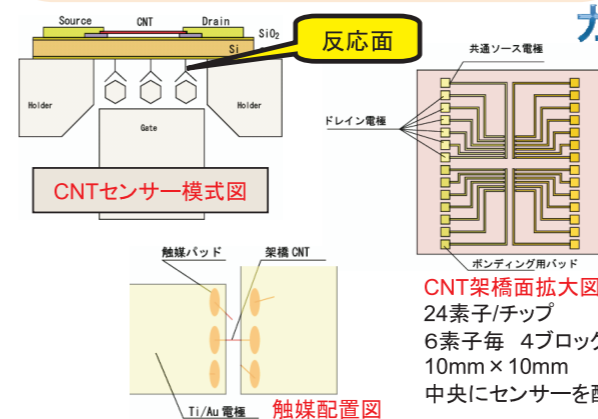 Source CNT Drain
SiO2
Si
反応面
Holder
Holder
Gate
CNTセンサー模式図
共通ソース電極
ドレイン電極
ボンディング用パッド
触媒パッド 架橋 CNT
Ti/Au 電極
触媒配置図
CNT架橋面拡大図
24素子/チップ
6素子毎 4ブロック
10mm×10mm
中央にセンサーを